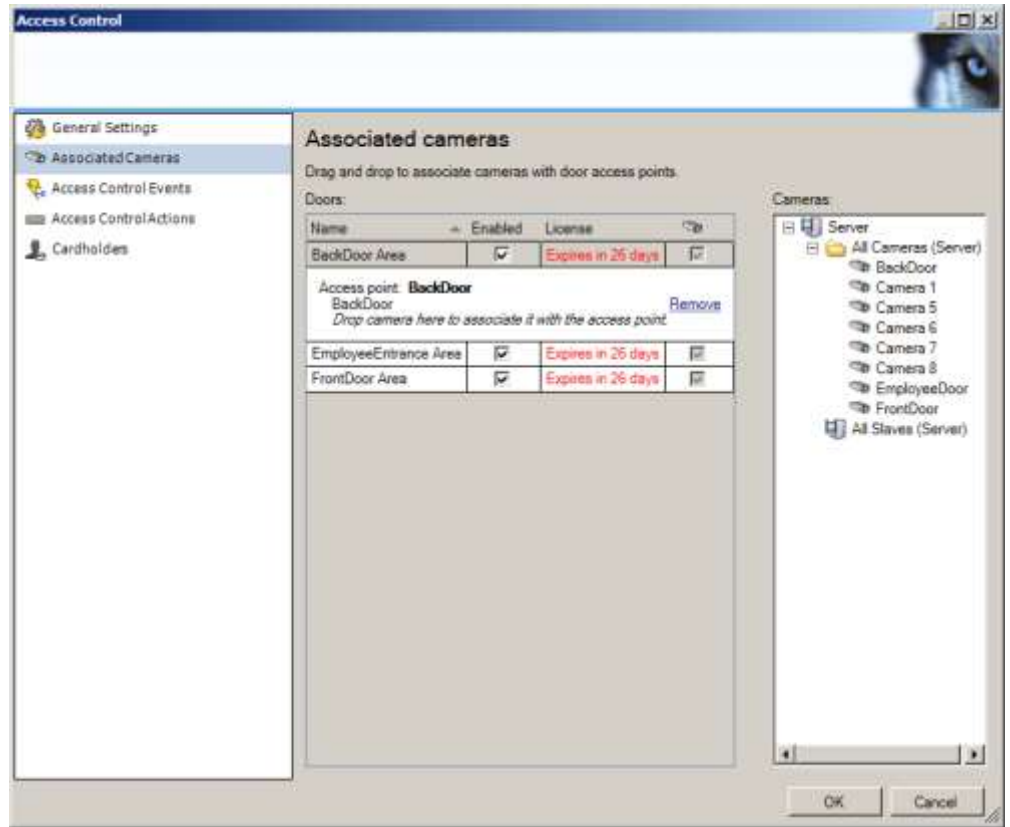 Access Control
General Settings
Associated Cameras
Access Control Events
Access Control Actions
Cardholders
Associated cameras
Drag and drop to associate cameras with door access points.
Doors:
Name Enabled License
BackDoor Area Expires in 26 days
Access point: BackDoor
BackDoor Remove
Drop camera here to associate it with the access point.
EmployeeEntrance Area Expires in 26 days
FrontDoor Area Expires in 26 days
Cameras:
Server
All Cameras (Server)
BackDoor
Camera 1
Camera 5
Camera 6
Camera 7
Camera 8
EmployeeDoor
FrontDoor
All Slaves (Server)
OK Cancel